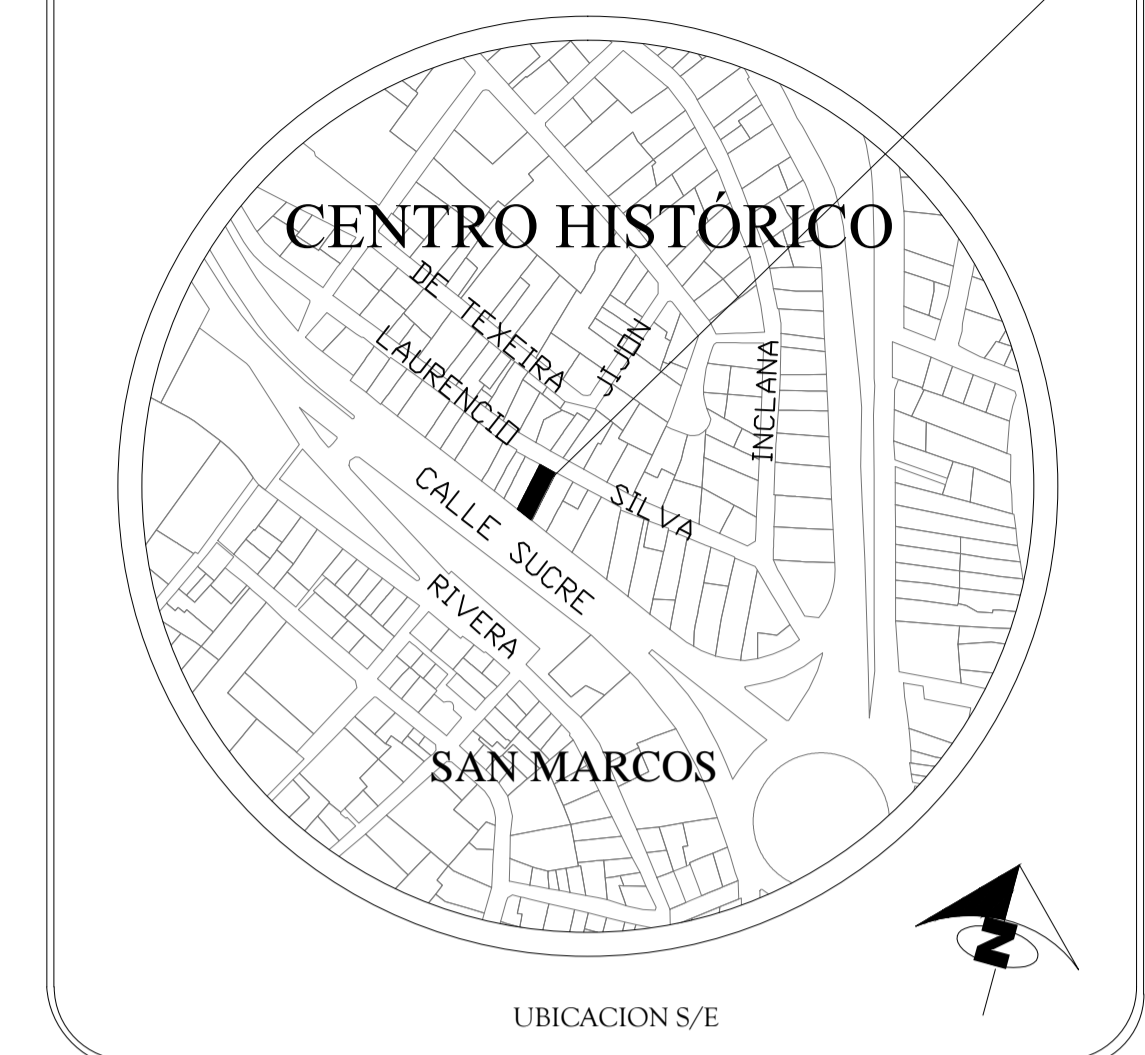 CENTRO HISTÓRICO
DE TEXEIRA
JIJON
LAURENCIO
INCLANA
SILVA
CALLE SUCRE
RIVERA
SAN MARCOS
N
UBICACION S/E